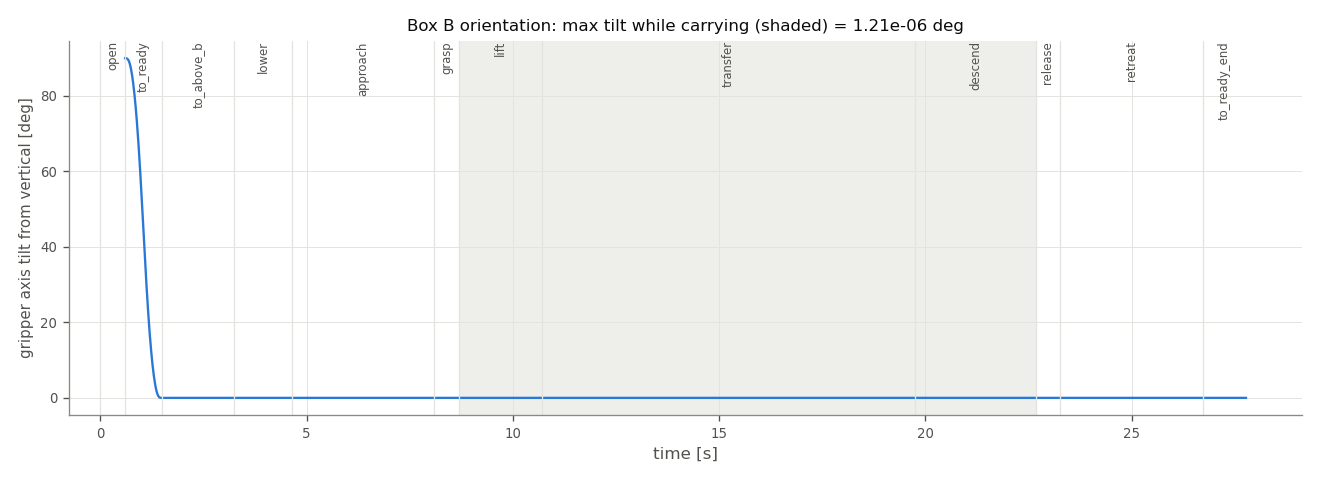 Box B orientation: max tilt while carrying (shaded) = 1.21e-06 deg
open
to_ready
to_above_b
lower
approach
grasp
lift
transfer
descend
release
retreat
to_ready_end
gripper axis tilt from vertical [deg]
80
60
40
20
0
0
5
10
15
20
25
time [s]